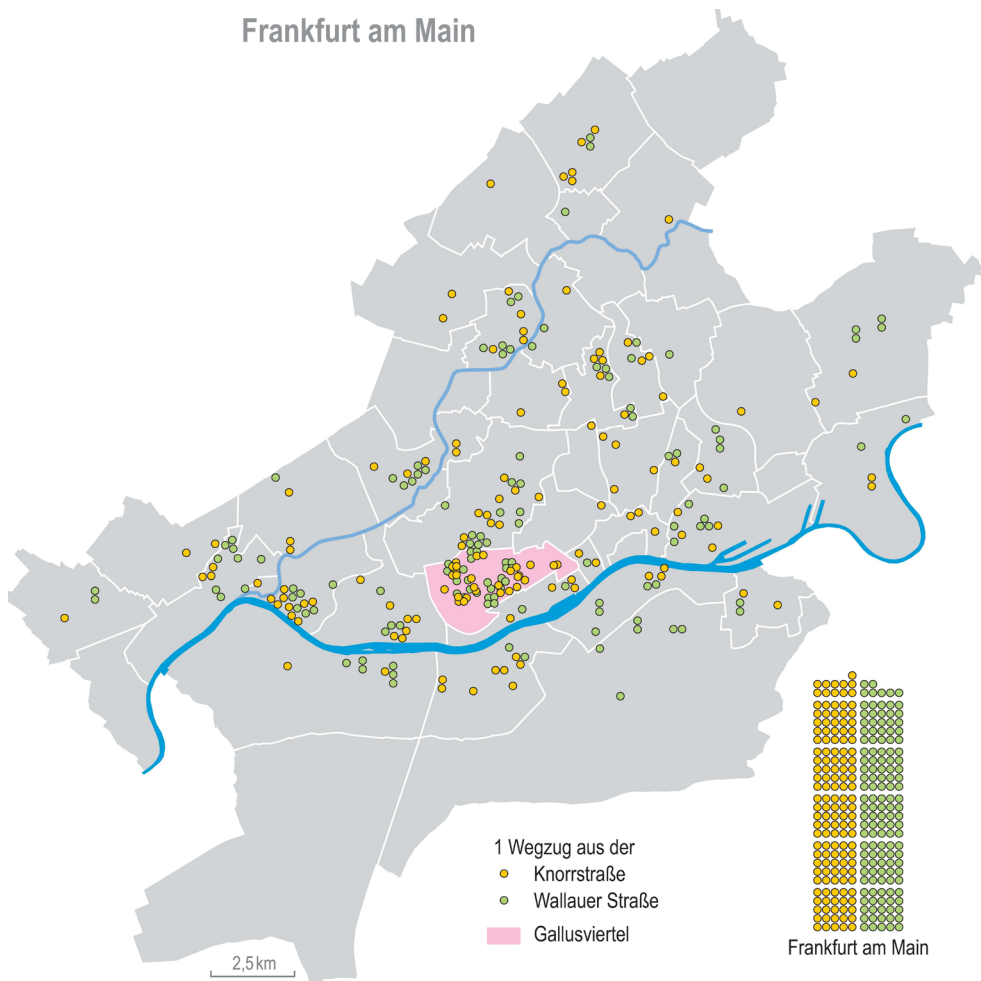 Frankfurt am Main
1 Wegzug aus der
Knorrstraße
Wallauer Straße
Gallusviertel
Frankfurt am Main
2,5 km